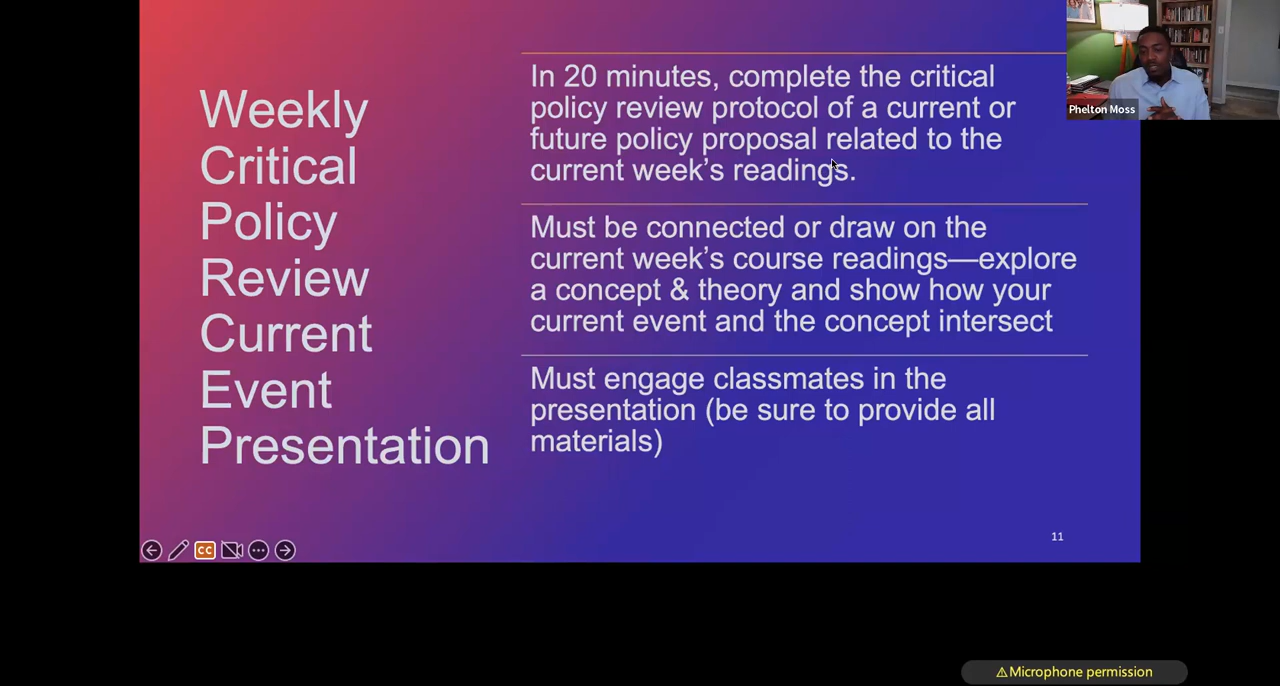 Weekly
Critical
Policy
Review
Current
Event
Presentation
In 20 minutes, complete the critical
policy review protocol of a current or
future policy proposal related to the
current week’s readings.
Must be connected or draw on the
current week’s course readings—explore
a concept & theory and show how your
current event and the concept intersect
Must engage classmates in the
presentation (be sure to provide all
materials)
11
CC
Phelton Moss
⚠Microphone permission